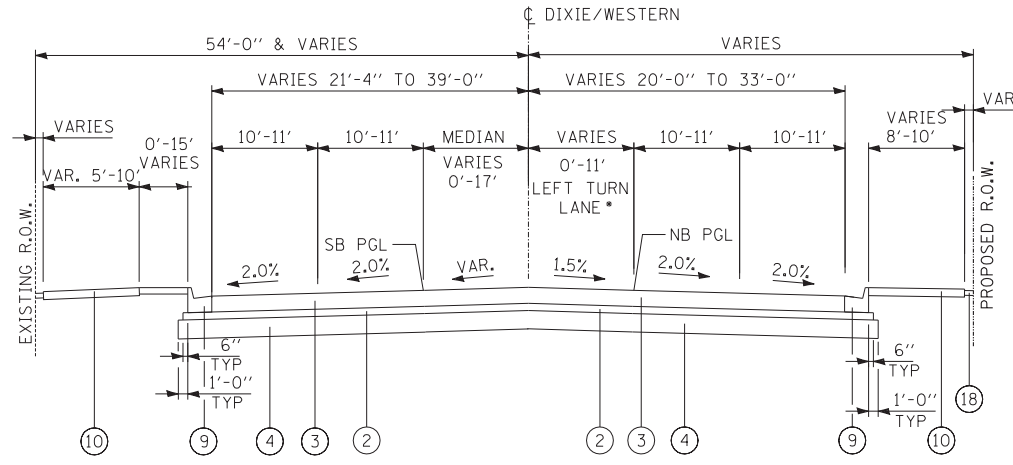 ℄ DIXIE/WESTERN
54'-0" & VARIES
VARIES
VARIES 21'-4" TO 39'-0"
VARIES 20'-0" TO 33'-0"
VARIES
0'-15'
VARIES
VAR. 5'-10'
10'-11'
10'-11'
MEDIAN
VARIES
0'-17'
VARIES
0'-11'
LEFT TURN
LANE*
10'-11'
10'-11'
VARIES
8'-10'
VAR
EXISTING R.O.W.
PROPOSED R.O.W.
SB PGL
NB PGL
2.0%
2.0%
VAR.
1.5%
2.0%
2.0%
6"
TYP
1'-0"
TYP
6"
TYP
1'-0"
TYP
18
10
9
4
3
2
2
3
4
9
10